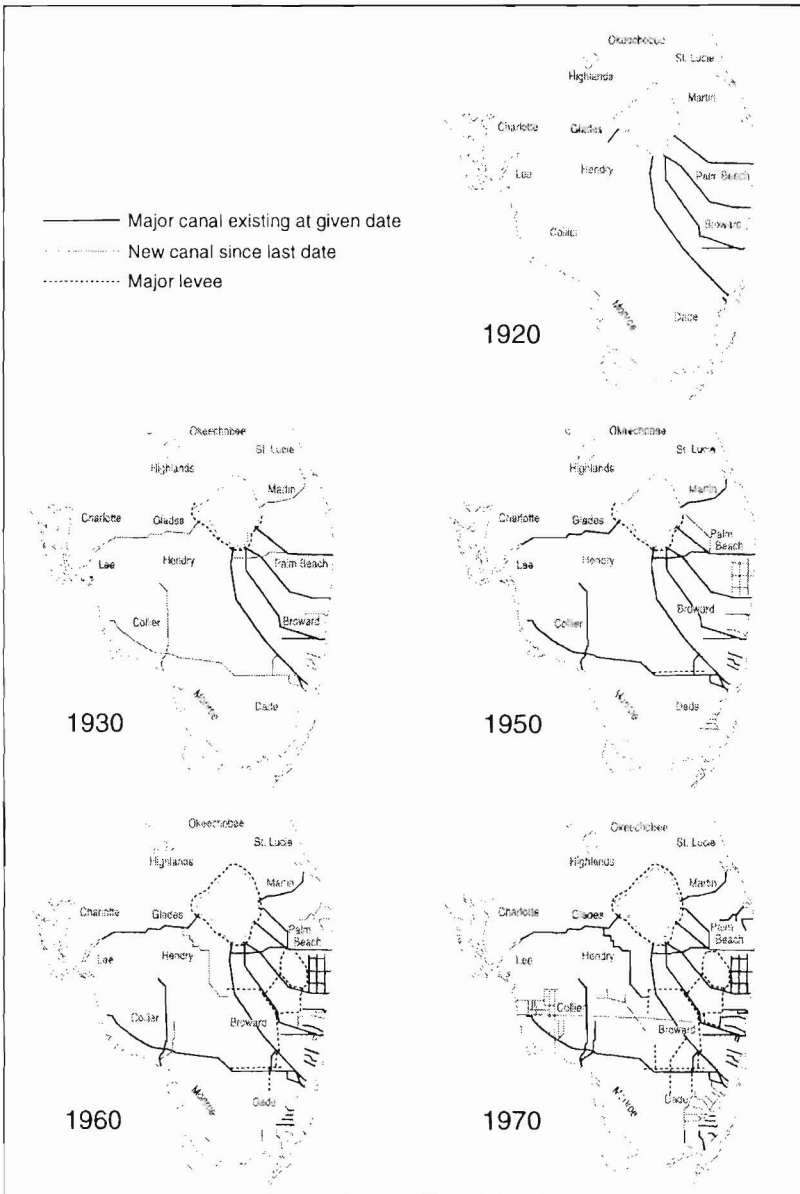 Okeechobee
St. Lucie
Highlands
Martin
Charlotte
Glades
Lee
Hendry
Palm Beach
Broward
Collier
Monroe
Dade
1920
Major canal existing at given date
New canal since last date
Major levee
Okeechobee
St. Lucie
Highlands
Martin
Charlotte
Glades
Lee
Hendry
Palm Beach
Collier
Broward
Monroe
Dade
1930
Okeechobee
St. Lucie
Highlands
Martin
Charlotte
Glades
Palm
Beach
Lee
Hendry
Broward
Collier
Monroe
Dade
1950
Okeechobee
St. Lucie
Highlands
Martin
Charlotte
Glades
Palm
Beach
Lee
Hendry
Collier
Broward
Monroe
Dade
1960
Okeechobee
St. Lucie
Highlands
Martin
Charlotte
Glades
Palm
Beach
Lee
Hendry
Collier
Broward
Monroe
Dade
1970